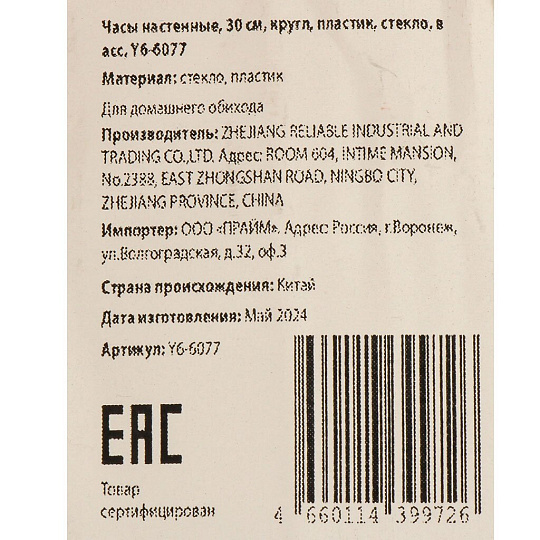 Часы настенные, 30 см, кругл, пластик, стекло, в
асс, Y6-6077
Материал: стекло, пластик
Для домашнего обихода
Производитель: ZHEJIANG RELIABLE INDUSTRIAL AND
TRADING CO.,LTD. Адрес: ROOM 604, INTIME MANSION,
No.2388, EAST ZHONGSHAN ROAD, NINGBO CITY,
ZHEJIANG PROVINCE, CHINA
Импортер: ООО «ПРАЙМ». Адрес: Россия, г.Воронеж,
ул.Волгоградская, д.32, оф.3
Страна происхождения: Китай
Дата изготовления: Май 2024
Артикул: Y6-6077
EAC
Товар
сертифицирован
4 660114 399726